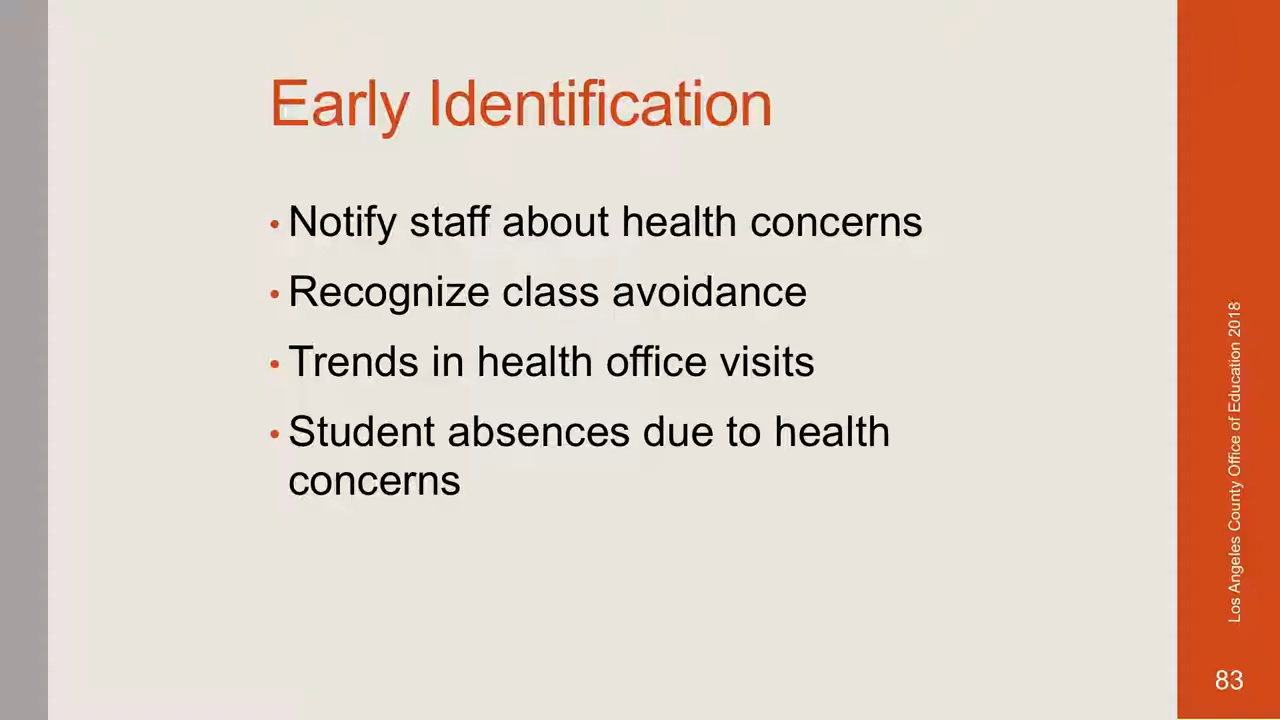 Early Identification
• Notify staff about health concerns
• Recognize class avoidance
• Trends in health office visits
• Student absences due to health
concerns
Los Angeles County Office of Education 2018
83